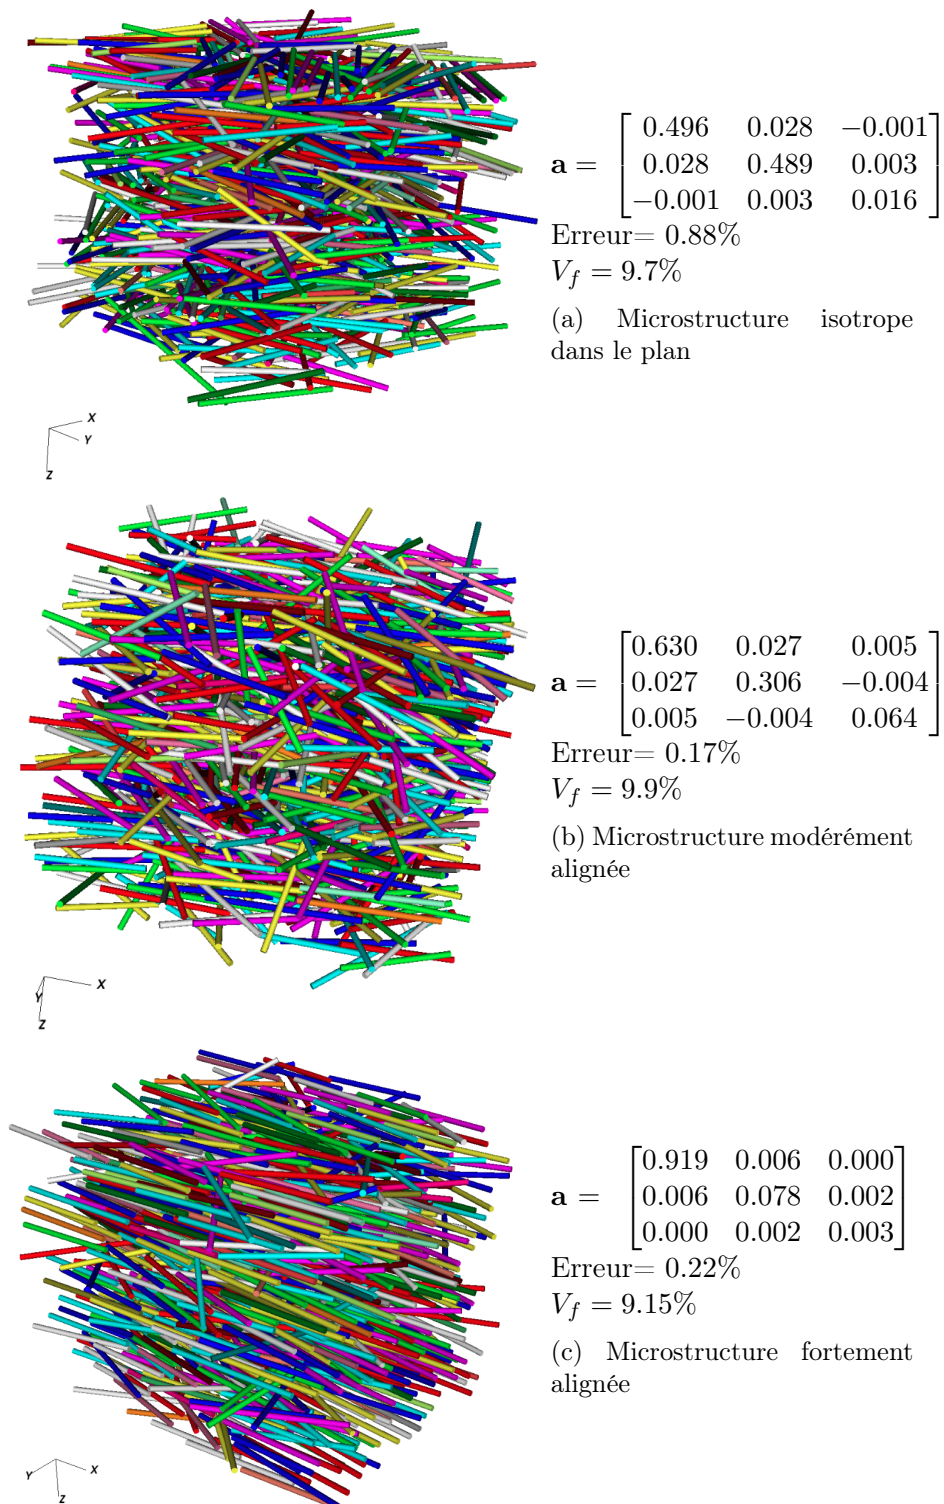 a = [ 0.496 0.028 −0.001
0.028 0.489 0.003
−0.001 0.003 0.016 ]
Erreur= 0.88%
V_f = 9.7%
(a) Microstructure isotrope
dans le plan
X
Y
Z
a = [ 0.630 0.027 0.005
0.027 0.306 −0.004
0.005 −0.004 0.064 ]
Erreur= 0.17%
V_f = 9.9%
(b) Microstructure modérément
alignée
X
Y
Z
a = [ 0.919 0.006 0.000
0.006 0.078 0.002
0.000 0.002 0.003 ]
Erreur= 0.22%
V_f = 9.15%
(c) Microstructure fortement
alignée
Y
X
Z